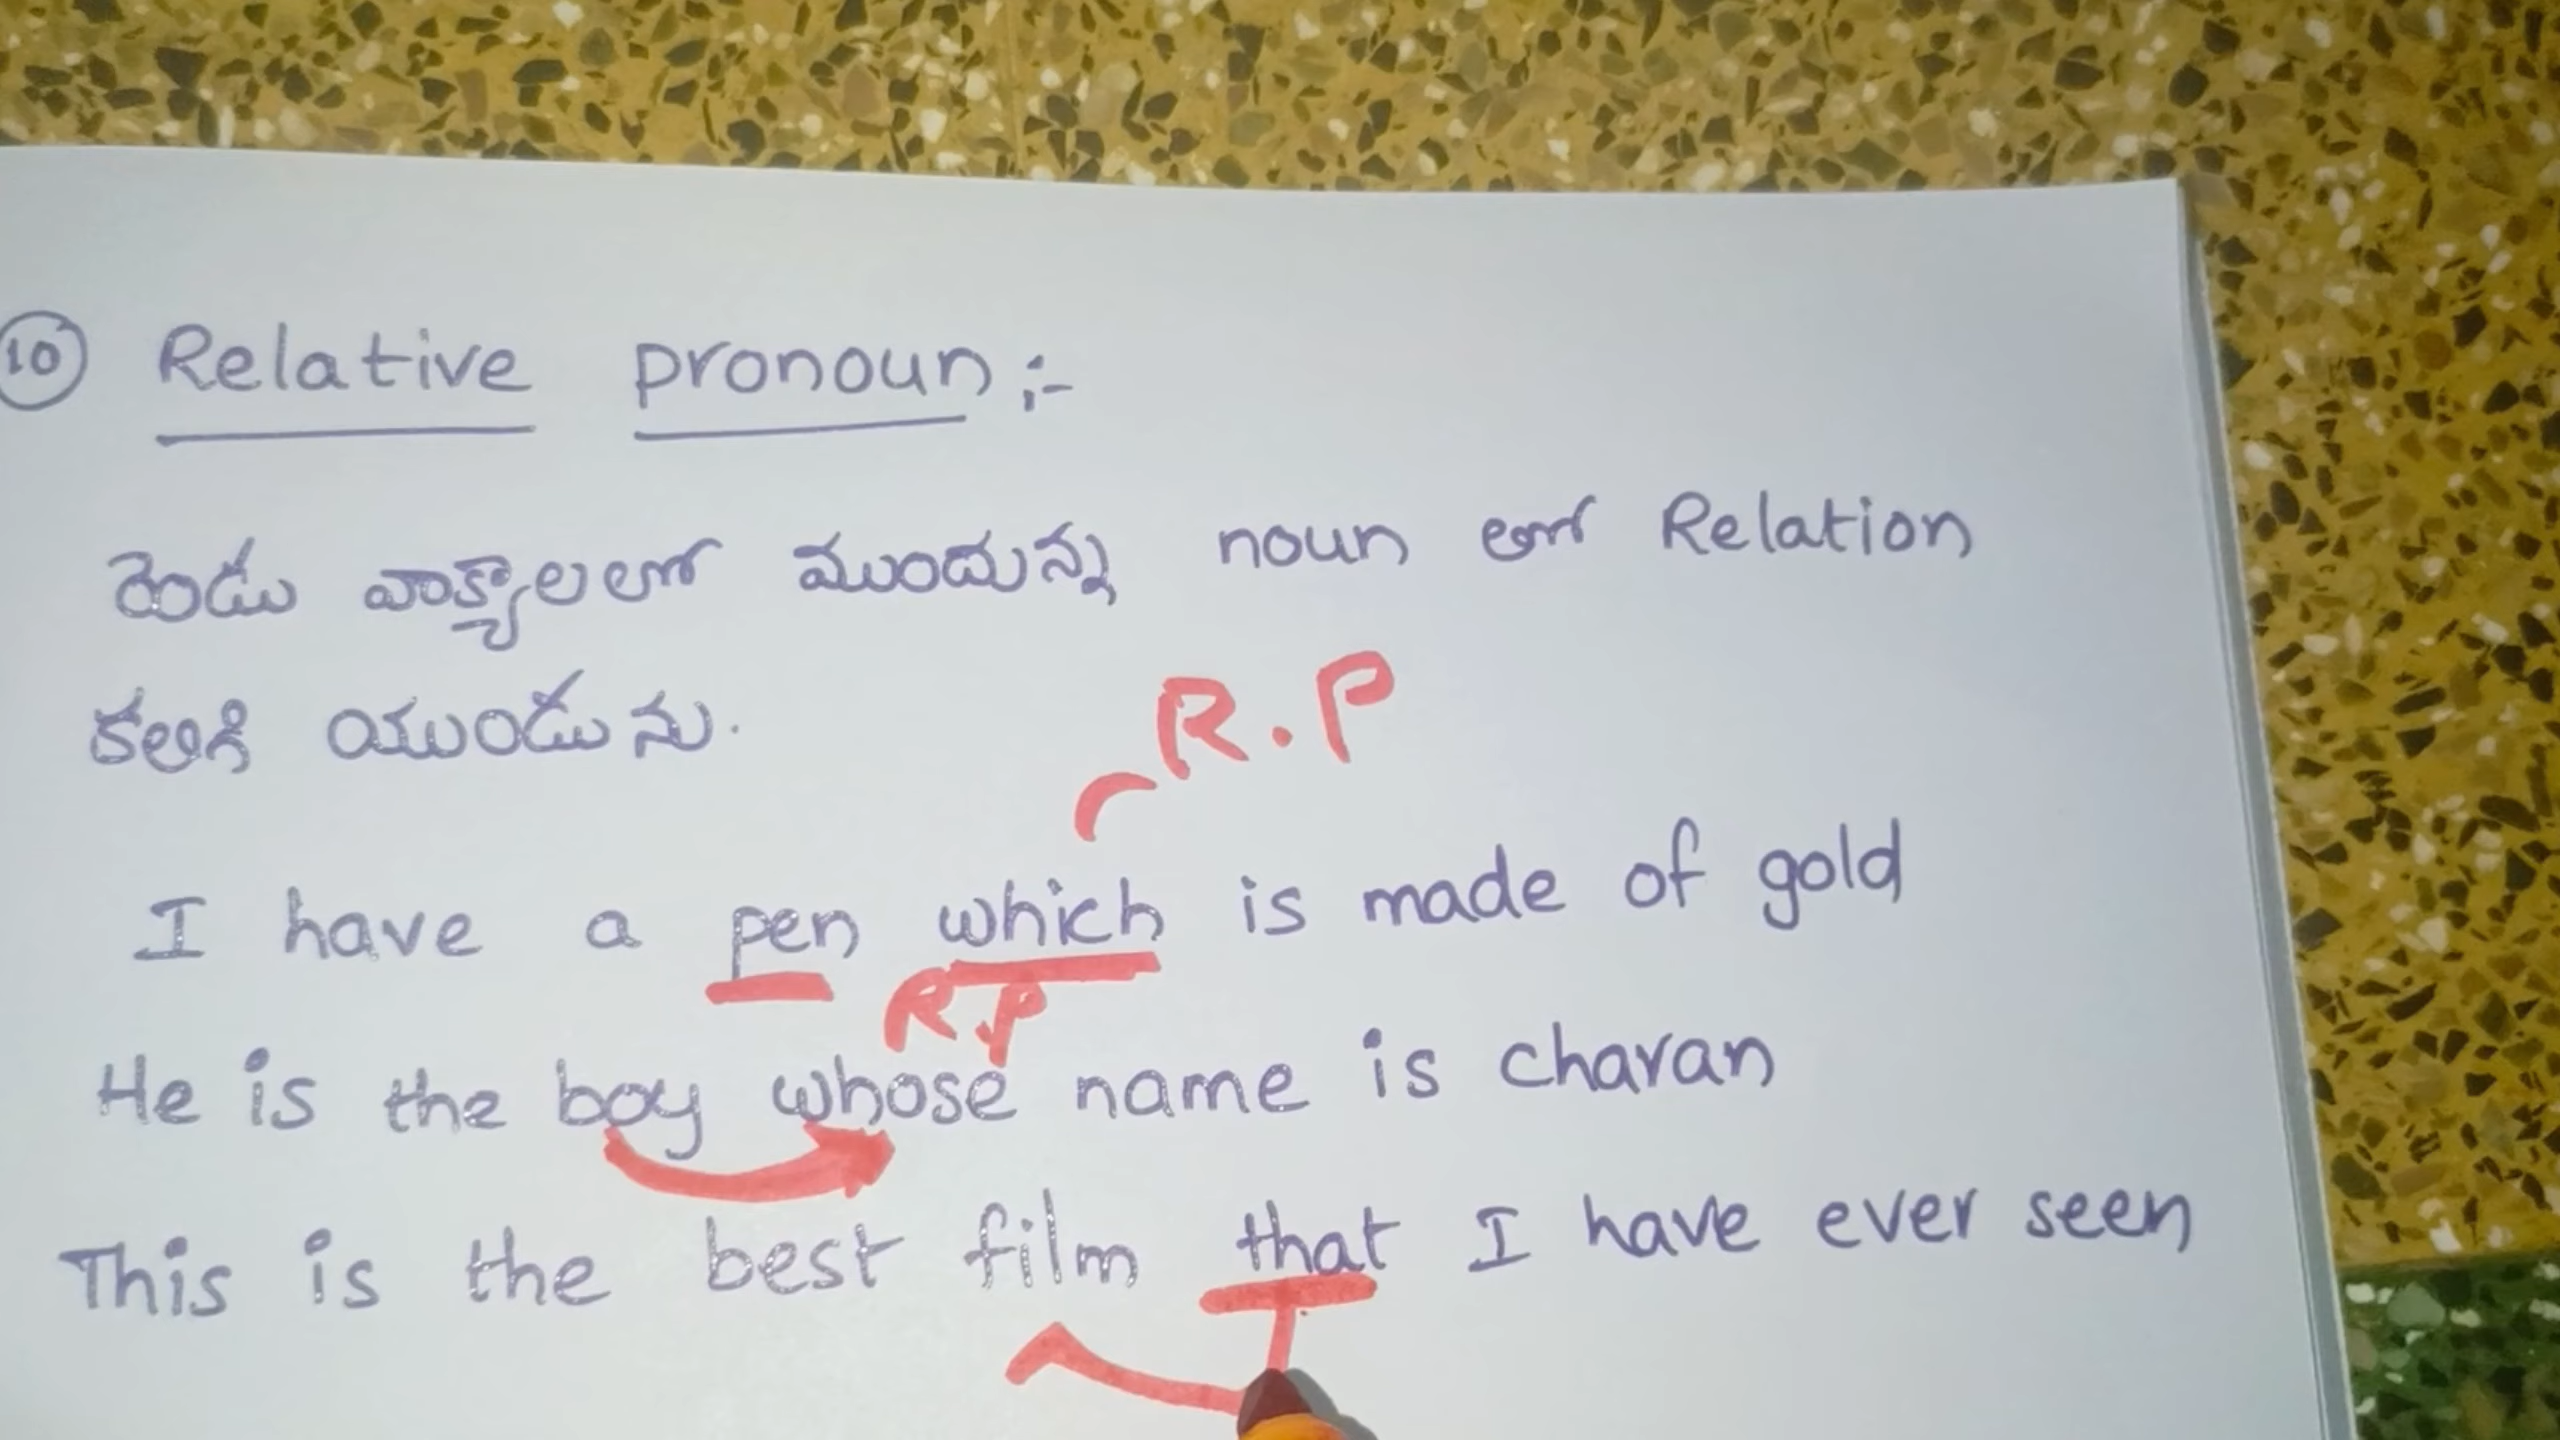 10 Relative pronoun :-
రెండు వాక్యాలలో ముందున్న noun తో Relation
కలిగి యుండును.
R.P
I have a pen which is made of gold
R.P
He is the boy whose name is charan
This is the best film that I have ever seen